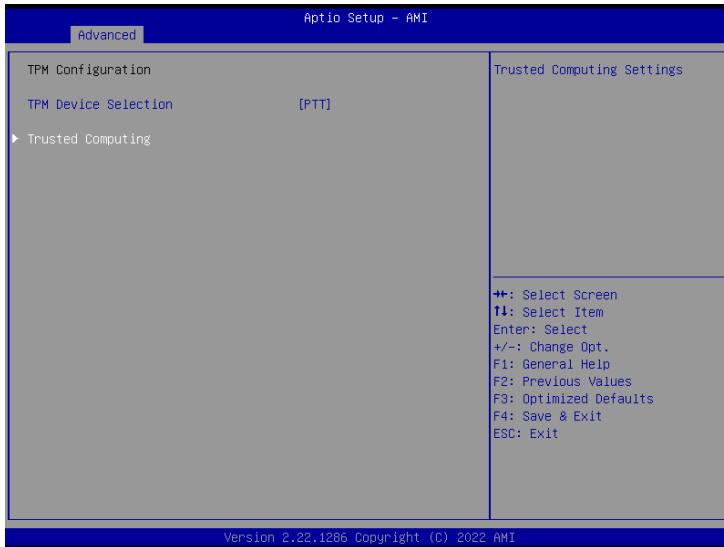 Aptio Setup – AMI
Advanced
TPM Configuration
TPM Device Selection [PTT]
Trusted Computing
Trusted Computing Settings
→←: Select Screen
↑↓: Select Item
Enter: Select
+/-: Change Opt.
F1: General Help
F2: Previous Values
F3: Optimized Defaults
F4: Save & Exit
ESC: Exit
Version 2.22.1286 Copyright (C) 2022 AMI